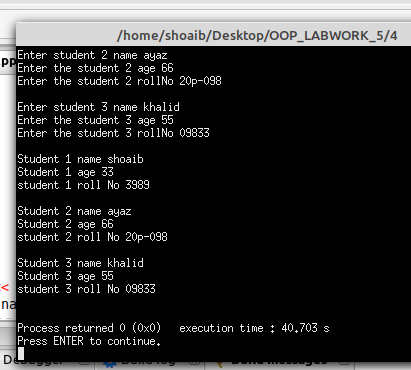 /home/shoaib/Desktop/OOP_LABWORK_5/4
Enter student 2 name ayaz
Enter the student 2 age 66
Enter the student 2 rollNo 20p-098
Enter student 3 name khalid
Enter the student 3 age 55
Enter the student 3 rollNo 09833
Student 1 name shoaib
Student 1 age 33
student 1 roll No 3989
Student 2 name ayaz
Student 2 age 66
student 2 roll No 20p-098
Student 3 name khalid
Student 3 age 55
student 3 roll No 09833
Process returned 0 (0x0) execution time : 40.703 s
Press ENTER to continue.